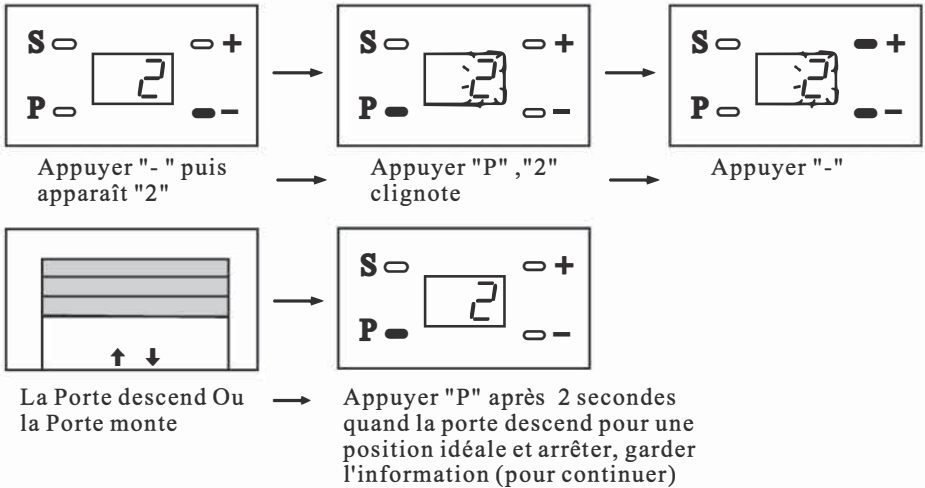 S +
2
P -
S +
2
P -
S +
2
P -
Appuyer "- " puis
apparaît "2"
Appuyer "P" ,"2"
clignote
Appuyer "-"
S +
2
P -
La Porte descend Ou
la Porte monte
Appuyer "P" après 2 secondes
quand la porte descend pour une
position idéale et arrêter, garder
l'information (pour continuer)